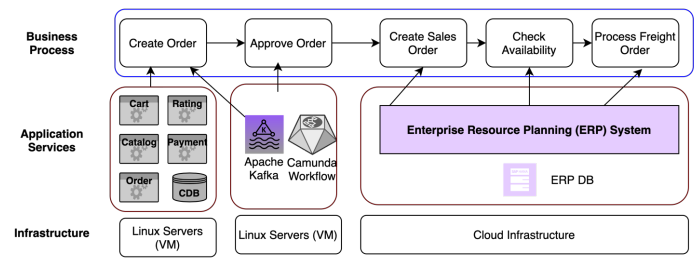 Business
Process
Create Order
Approve Order
Create Sales
Order
Check
Availability
Process Freight
Order
Application
Services
Cart
Rating
Catalog
Payment
Order
CDB
K
Apache
Kafka
Camunda
Workflow
Enterprise Resource Planning (ERP) System
ERP DB
Infrastructure
Linux Servers
(VM)
Linux Servers (VM)
Cloud Infrastructure